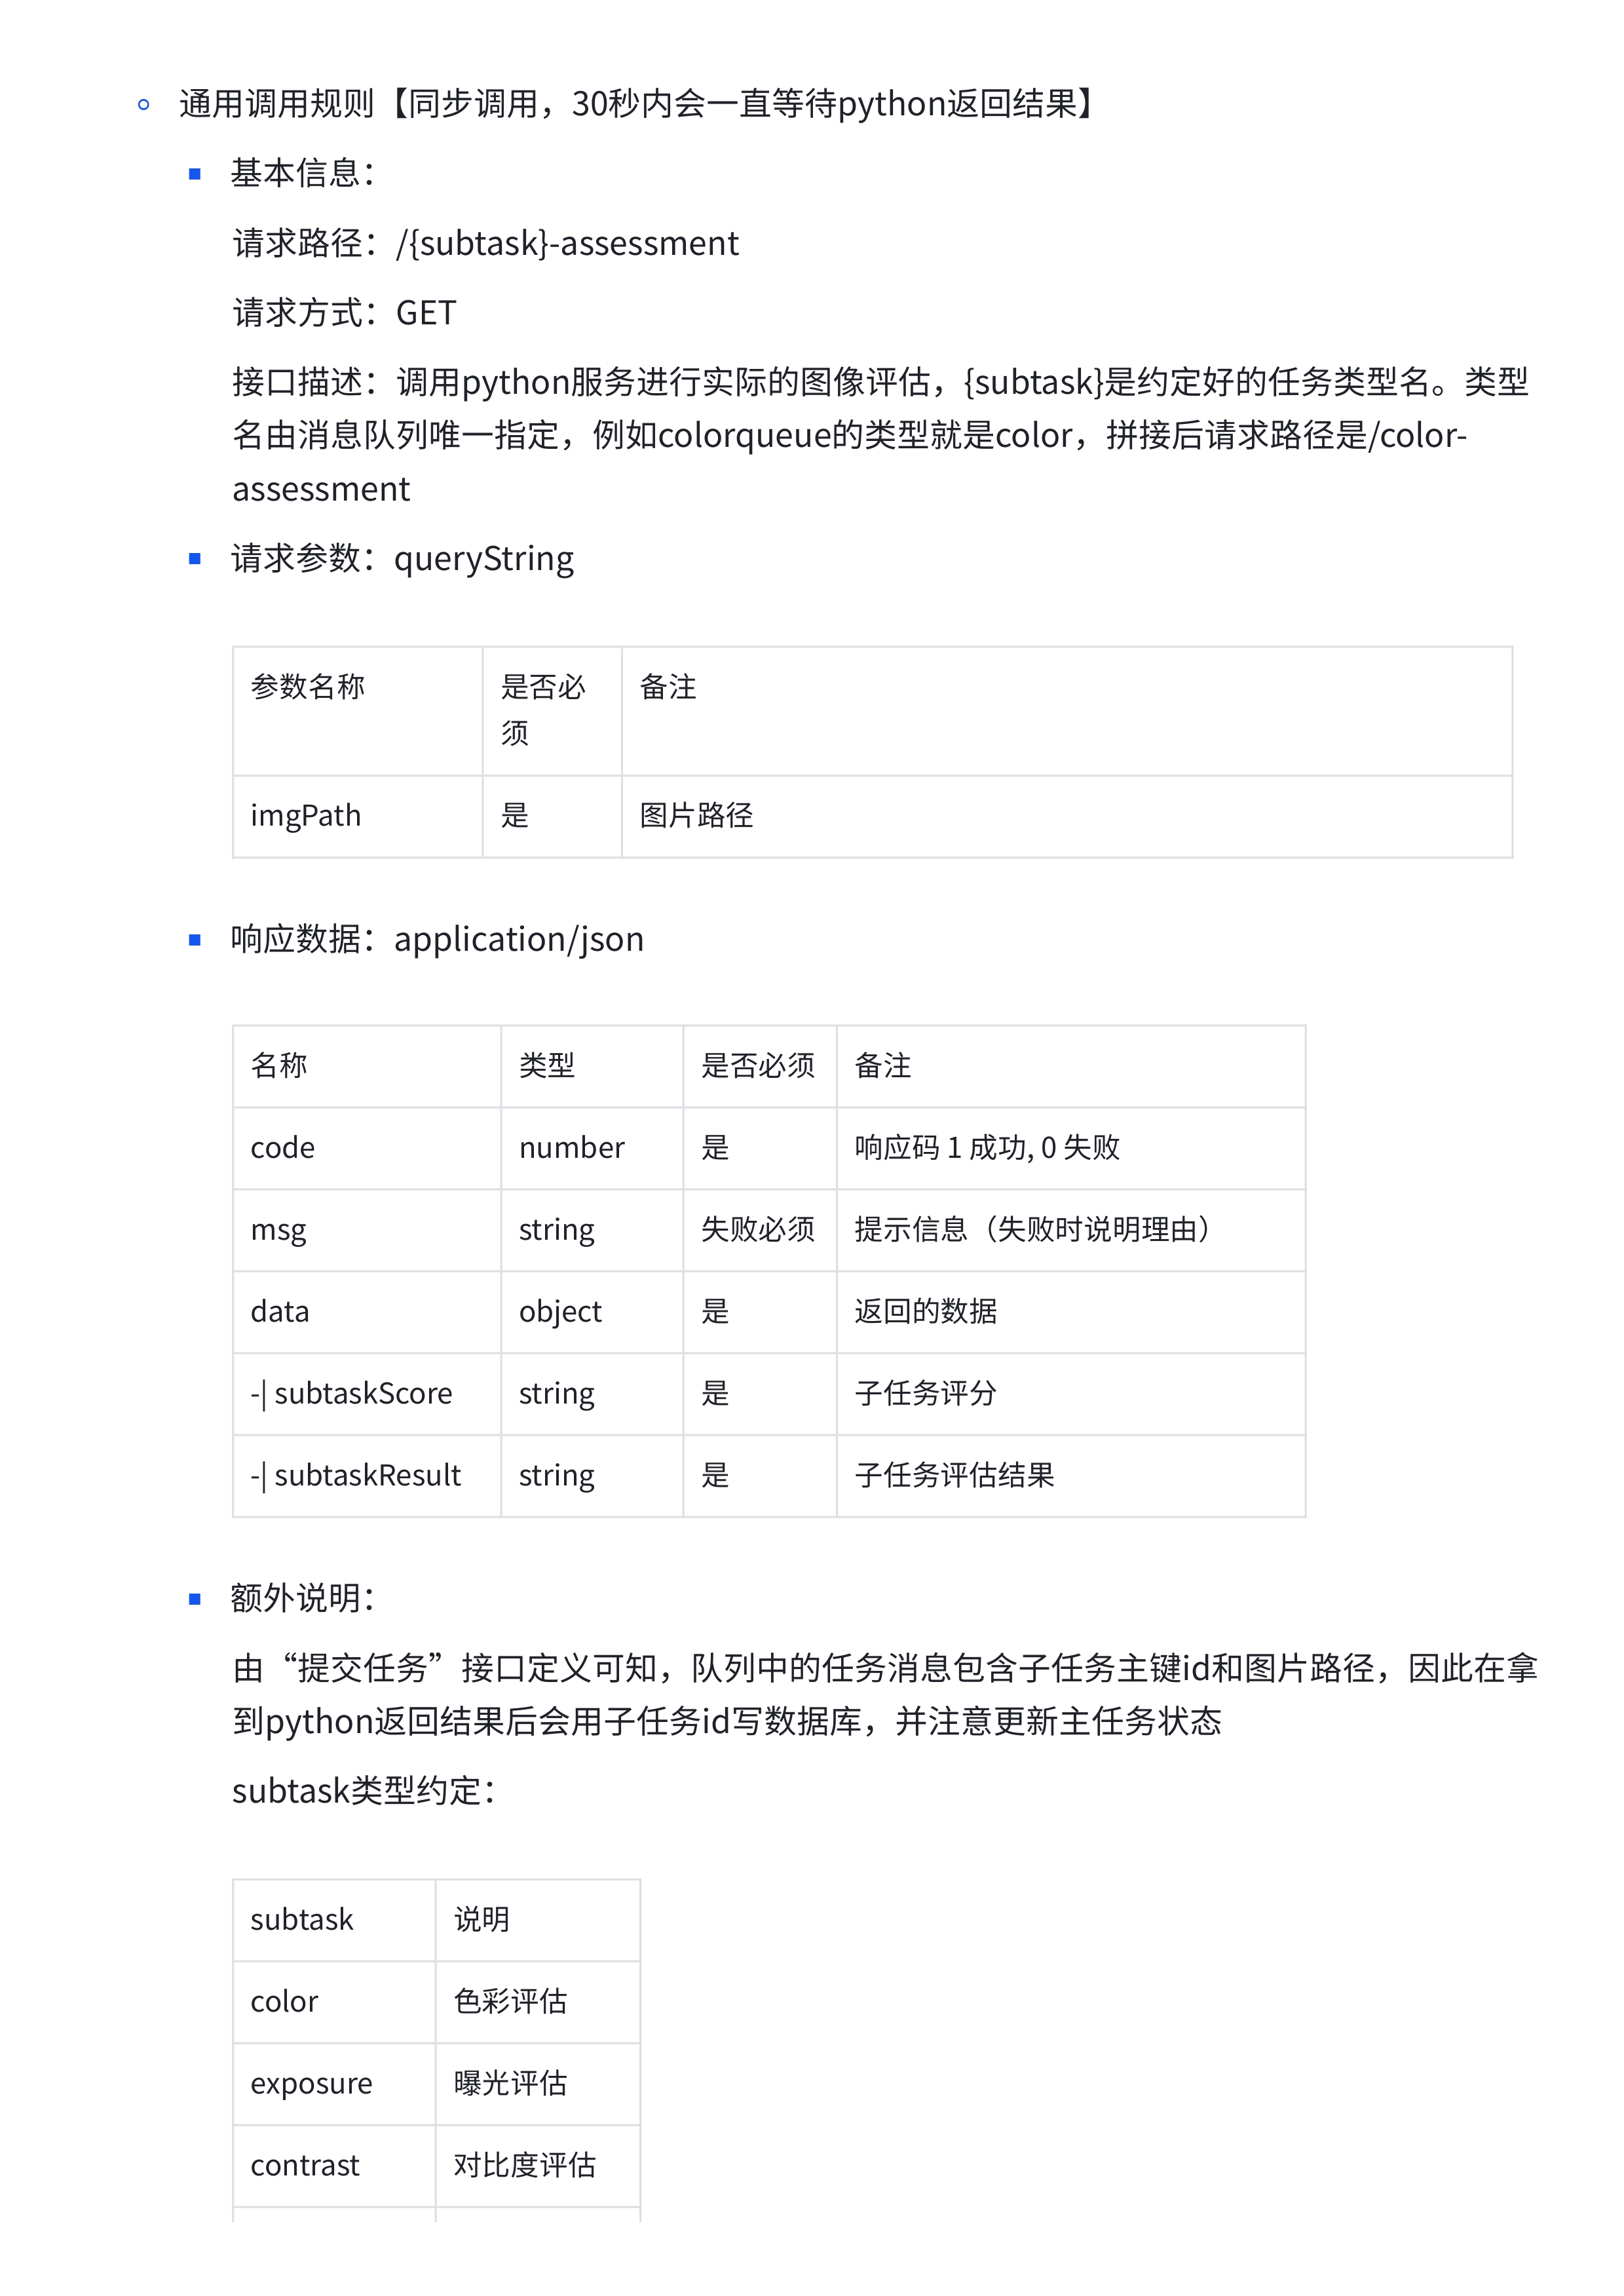 通用调用规则【同步调用，30秒内会一直等待python返回结果】
基本信息：
请求路径：/{subtask}-assessment
请求方式：GET
接口描述：调用python服务进行实际的图像评估，{subtask}是约定好的任务类型名。类型
名由消息队列唯一指定，例如colorqueue的类型就是color，拼接后请求路径是/color-
assessment
请求参数：queryString
参数名称 是否必 备注
须
imgPath 是 图片路径
响应数据：application/json
名称 类型 是否必须 备注
code number 是 响应码 1 成功, 0 失败
msg string 失败必须 提示信息（失败时说明理由）
data object 是 返回的数据
-| subtaskScore string 是 子任务评分
-| subtaskResult string 是 子任务评估结果
额外说明：
由“提交任务”接口定义可知，队列中的任务消息包含子任务主键id和图片路径，因此在拿
到python返回结果后会用子任务id写数据库，并注意更新主任务状态
subtask类型约定：
subtask 说明
color 色彩评估
exposure 曝光评估
contrast 对比度评估